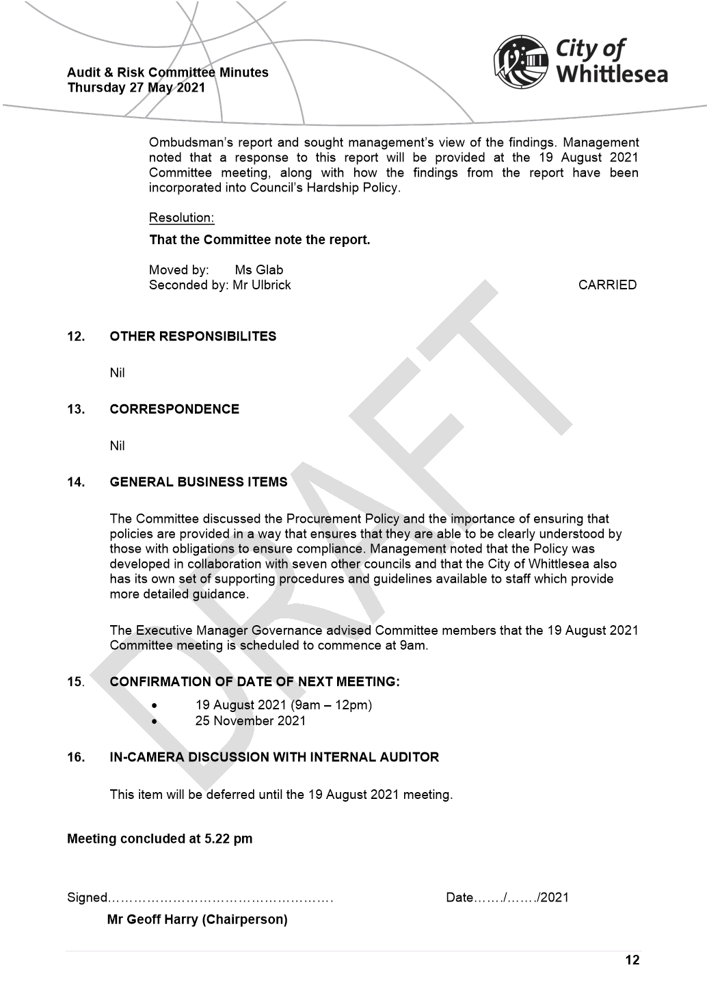 Audit & Risk Committee Minutes
Thursday 27 May 2021
City of
Whittlesea
Ombudsman's report and sought management's view of the findings. Management
noted that a response to this report will be provided at the 19 August 2021
Committee meeting, along with how the findings from the report have been
incorporated into Council's Hardship Policy.
Resolution:
That the Committee note the report.
Moved by: Ms Glab
Seconded by: Mr Ulbrick CARRIED
12. OTHER RESPONSIBILITES
Nil
13. CORRESPONDENCE
Nil
14. GENERAL BUSINESS ITEMS
The Committee discussed the Procurement Policy and the importance of ensuring that
policies are provided in a way that ensures that they are able to be clearly understood by
those with obligations to ensure compliance. Management noted that the Policy was
developed in collaboration with seven other councils and that the City of Whittlesea also
has its own set of supporting procedures and guidelines available to staff which provide
more detailed guidance.
The Executive Manager Governance advised Committee members that the 19 August 2021
Committee meeting is scheduled to commence at 9am.
15. CONFIRMATION OF DATE OF NEXT MEETING:
• 19 August 2021 (9am – 12pm)
• 25 November 2021
16. IN-CAMERA DISCUSSION WITH INTERNAL AUDITOR
This item will be deferred until the 19 August 2021 meeting.
Meeting concluded at 5.22 pm
Signed……………………………………………. Date……./……./2021
Mr Geoff Harry (Chairperson)
12
DRAFT